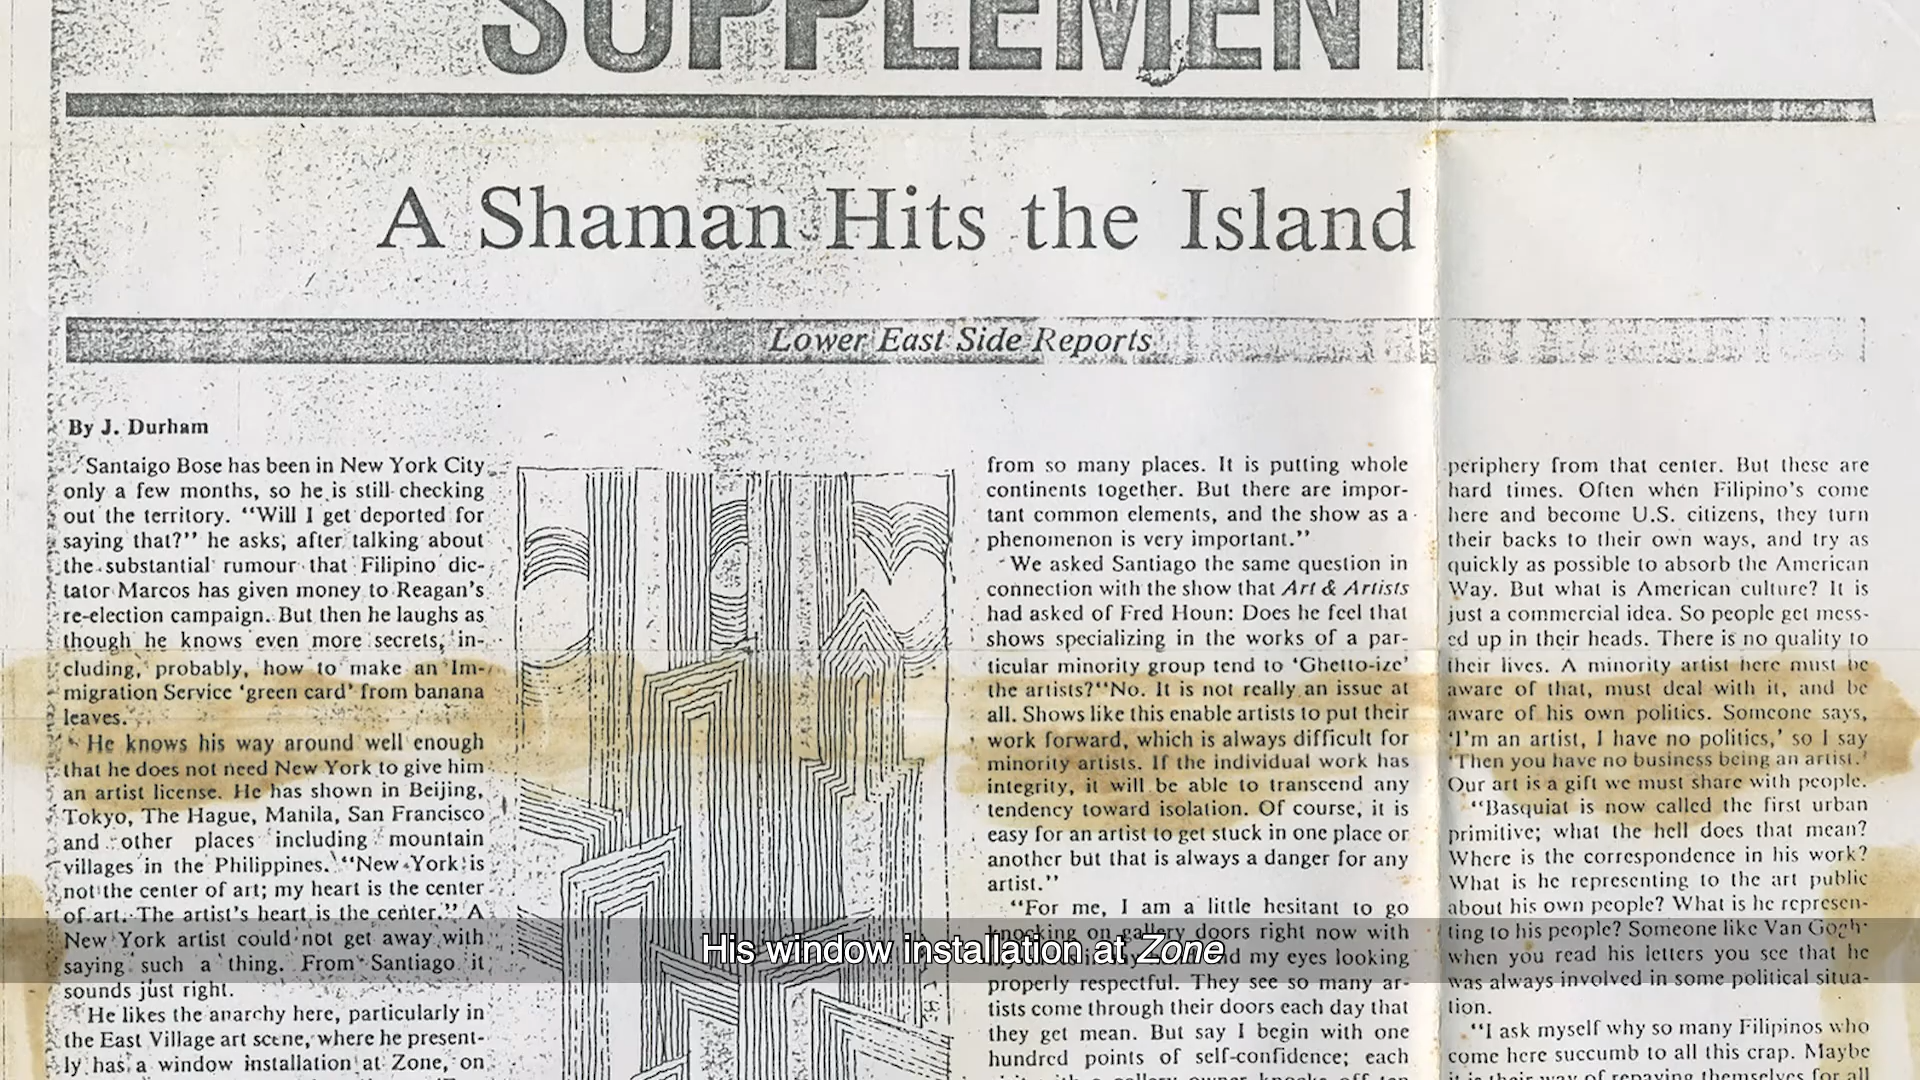 SUPPLEMENT
A Shaman Hits the Island
Lower East Side Reports
By J. Durham
Santaigo Bose has been in New York City
only a few months, so he is still checking
out the territory. “Will I get deported for
saying that?” he asks, after talking about
the substantial rumour that Filipino dic-
tator Marcos has given money to Reagan’s
re-election campaign. But then he laughs as
though he knows even more secrets, in-
cluding, probably, how to make an Im-
migration Service ‘green card’ from banana
leaves.
He knows his way around well enough
that he does not need New York to give him
an artist license. He has shown in Beijing,
Tokyo, The Hague, Manila, San Francisco
and other places including mountain
villages in the Philippines. “New York is
not the center of art; my heart is the center
of art. The artist’s heart is the center.” A
New York artist could not get away with
saying such a thing. From Santiago it
sounds just right.
He likes the anarchy here, particularly in
the East Village art scene, where he present-
ly has a window installation at Zone, on
from so many places. It is putting whole
continents together. But there are impor-
tant common elements, and the show as a
phenomenon is very important.”
We asked Santiago the same question in
connection with the show that Art & Artists
had asked of Fred Houn: Does he feel that
shows specializing in the works of a par-
ticular minority group tend to ‘Ghetto-ize’
the artists?“No. It is not really an issue at
all. Shows like this enable artists to put their
work forward, which is always difficult for
minority artists. If the individual work has
integrity, it will be able to transcend any
tendency toward isolation. Of course, it is
easy for an artist to get stuck in one place or
another but that is always a danger for any
artist.”
“For me, I am a little hesitant to go
knocking on gallery doors right now with
my eyes looking
properly respectful. They see so many ar-
tists come through their doors each day that
they get mean. But say I begin with one
hundred points of self-confidence; each
periphery from that center. But these are
hard times. Often when Filipino’s come
here and become U.S. citizens, they turn
their backs to their own ways, and try as
quickly as possible to absorb the American
Way. But what is American culture? It is
just a commercial idea. So people get mess-
ed up in their heads. There is no quality to
their lives. A minority artist here must be
aware of that, must deal with it, and be
aware of his own politics. Someone says,
‘I’m an artist, I have no politics,’ so I say
‘Then you have no business being an artist.’
Our art is a gift we must share with people.
“Basquiat is now called the first urban
primitive; what the hell does that mean?
Where is the correspondence in his work?
What is he representing to the art public
about his own people? What is he represen-
ting to his people? Someone like Van Gogh
when you read his letters you see that he
was always involved in some political situa-
tion.
“I ask myself why so many Filipinos who
come here succumb to all this crap. Maybe
it is their way of repaying themselves for all
His window installation at Zone